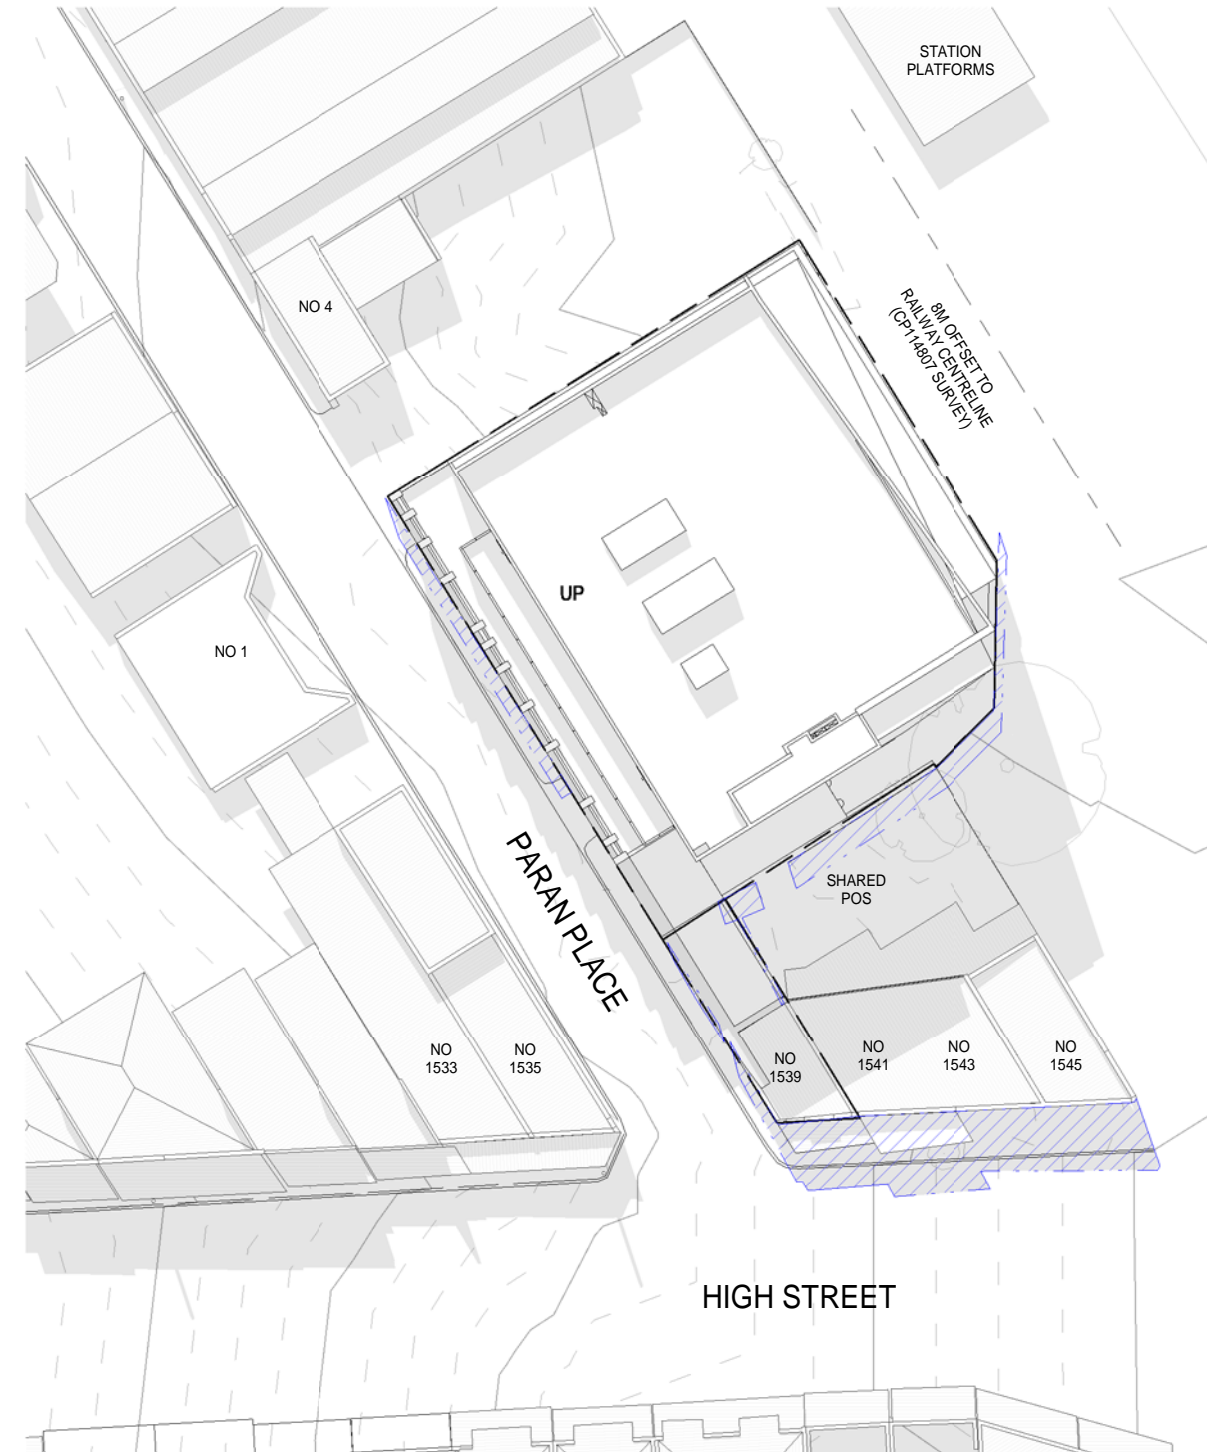 STATION
PLATFORMS
NO 4
8M OFFSET TO
RAILWAY CENTRELINE
(CP114807 SURVEY)
UP
NO 1
PARAN PLACE
SHARED
POS
NO
1533
NO
1535
NO
1539
NO
1541
NO
1543
NO
1545
HIGH STREET